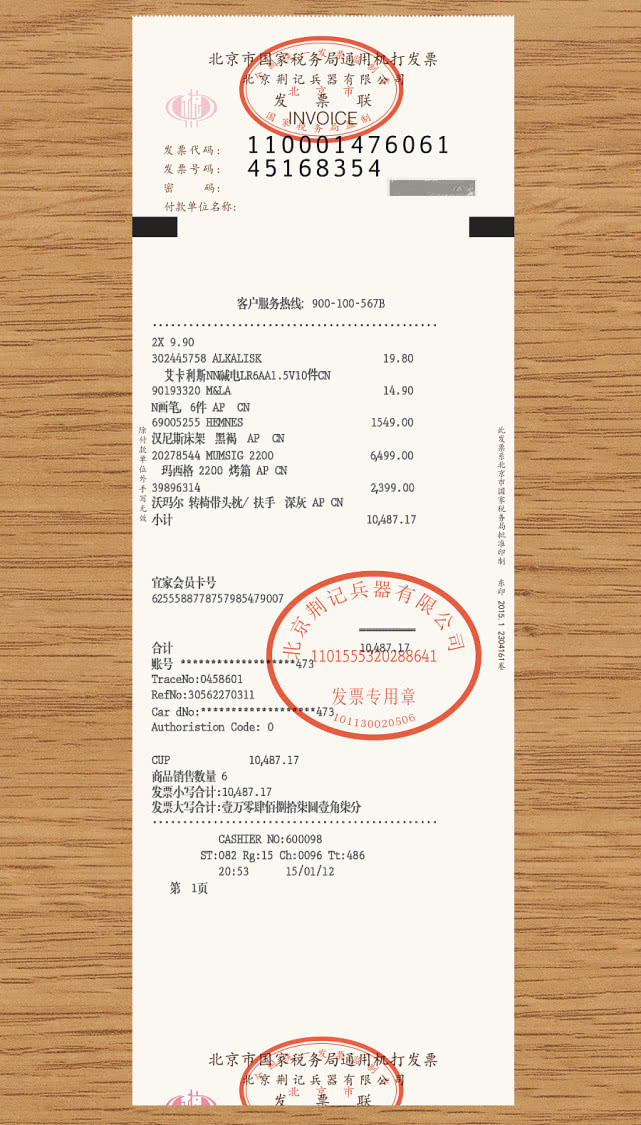 北京市国家税务局通用机打发票
北京荆记兵器有限公司
北 京 市
发 票 联
INVOICE
国家税务局监制
发票代码: 110001476061
发票号码: 45168354
密 码:
付款单位名称:
客户服务热线: 900-100-567B
2X 9.90
302445758 ALKALISK 19.80
艾卡利斯NN碱电LR6AA1.5V10件CN
90193320 M&LA 14.90
N画笔, 6件 AP CN
69005255 HEMNES 1549.00
汉尼斯床架 黑褐 AP CN
20278544 MUMSIG 2200 6,499.00
玛西格 2200 烤箱 AP CN
39896314 2,399.00
沃玛尔 转椅带头枕/ 扶手 深灰 AP CN
小计 10,487.17
除付款单位外手写无效
此发票系北京市国家税务局批准印制 东印 2015.1 2304161卷
宜家会员卡号
6255588778757985479007
合计 10,487.17
账号 *******************473
TraceNo:0458601
RefNo:30562270311
Car dNo:*******************473
Authoristion Code: 0
北京荆记兵器有限公司
1101555320288641
发票专用章
101130020506
CUP 10,487.17
商品销售数量 6
发票小写合计:10,487.17
发票大写合计:壹万零肆佰捌拾柒圆壹角柒分
CASHIER NO:600098
ST:082 Rg:15 Ch:0096 Tt:486
20:53 15/01/12
第 1页
北京市国家税务局通用机打发票
北京荆记兵器有限公司
北 京 市
发 票 联